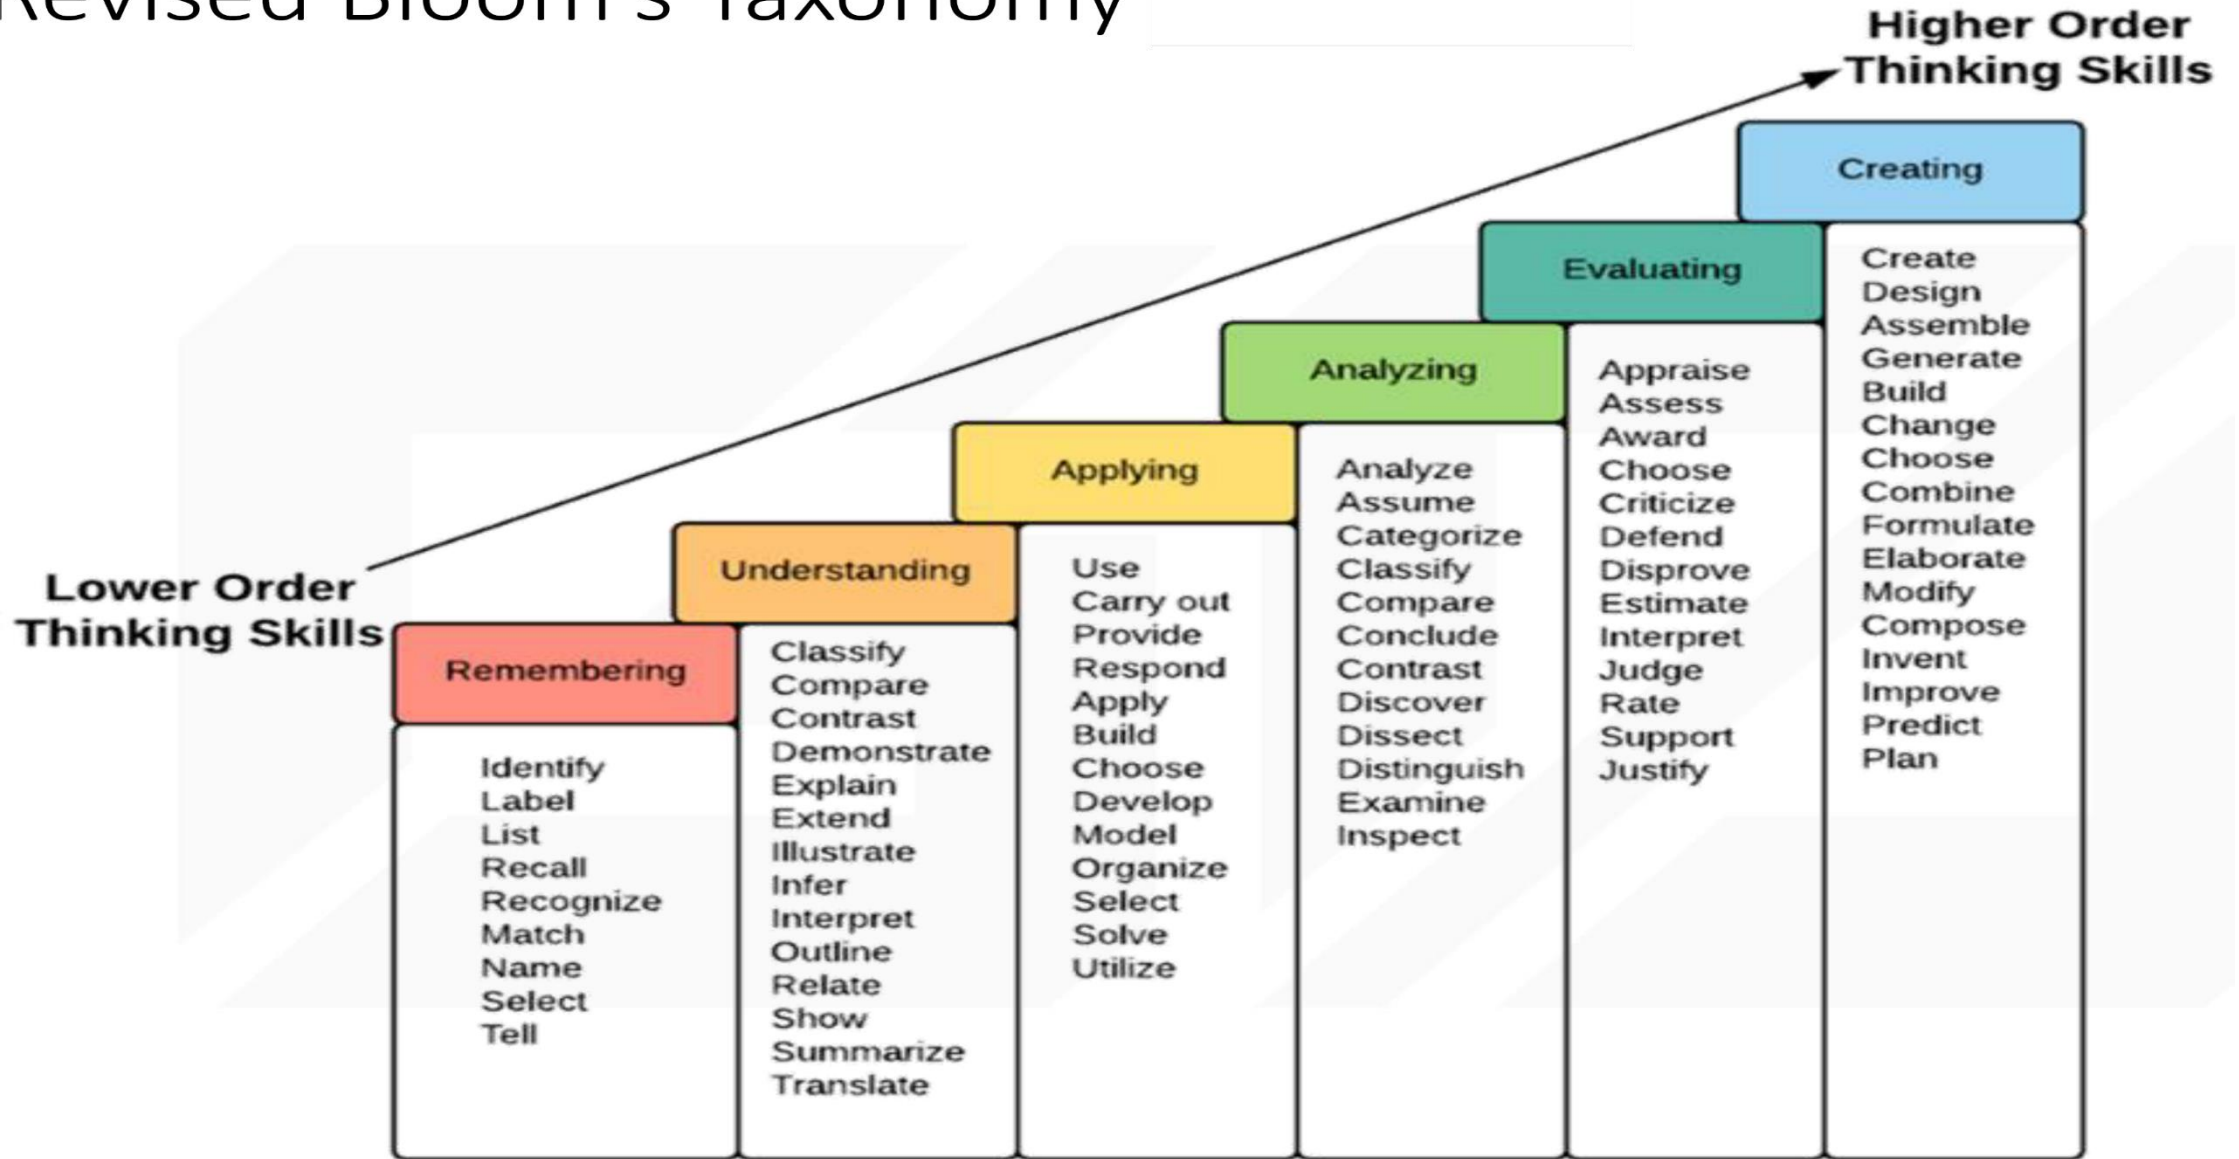 Revised Bloom's Taxonomy
Higher Order
Thinking Skills
Lower Order
Thinking Skills
Remembering
Identify
Label
List
Recall
Recognize
Match
Name
Select
Tell
Understanding
Classify
Compare
Contrast
Demonstrate
Explain
Extend
Illustrate
Infer
Interpret
Outline
Relate
Show
Summarize
Translate
Applying
Use
Carry out
Provide
Respond
Apply
Build
Choose
Develop
Model
Organize
Select
Solve
Utilize
Analyzing
Analyze
Assume
Categorize
Classify
Compare
Conclude
Contrast
Discover
Dissect
Distinguish
Examine
Inspect
Evaluating
Appraise
Assess
Award
Choose
Criticize
Defend
Disprove
Estimate
Interpret
Judge
Rate
Support
Justify
Creating
Create
Design
Assemble
Generate
Build
Change
Choose
Combine
Formulate
Elaborate
Modify
Compose
Invent
Improve
Predict
Plan